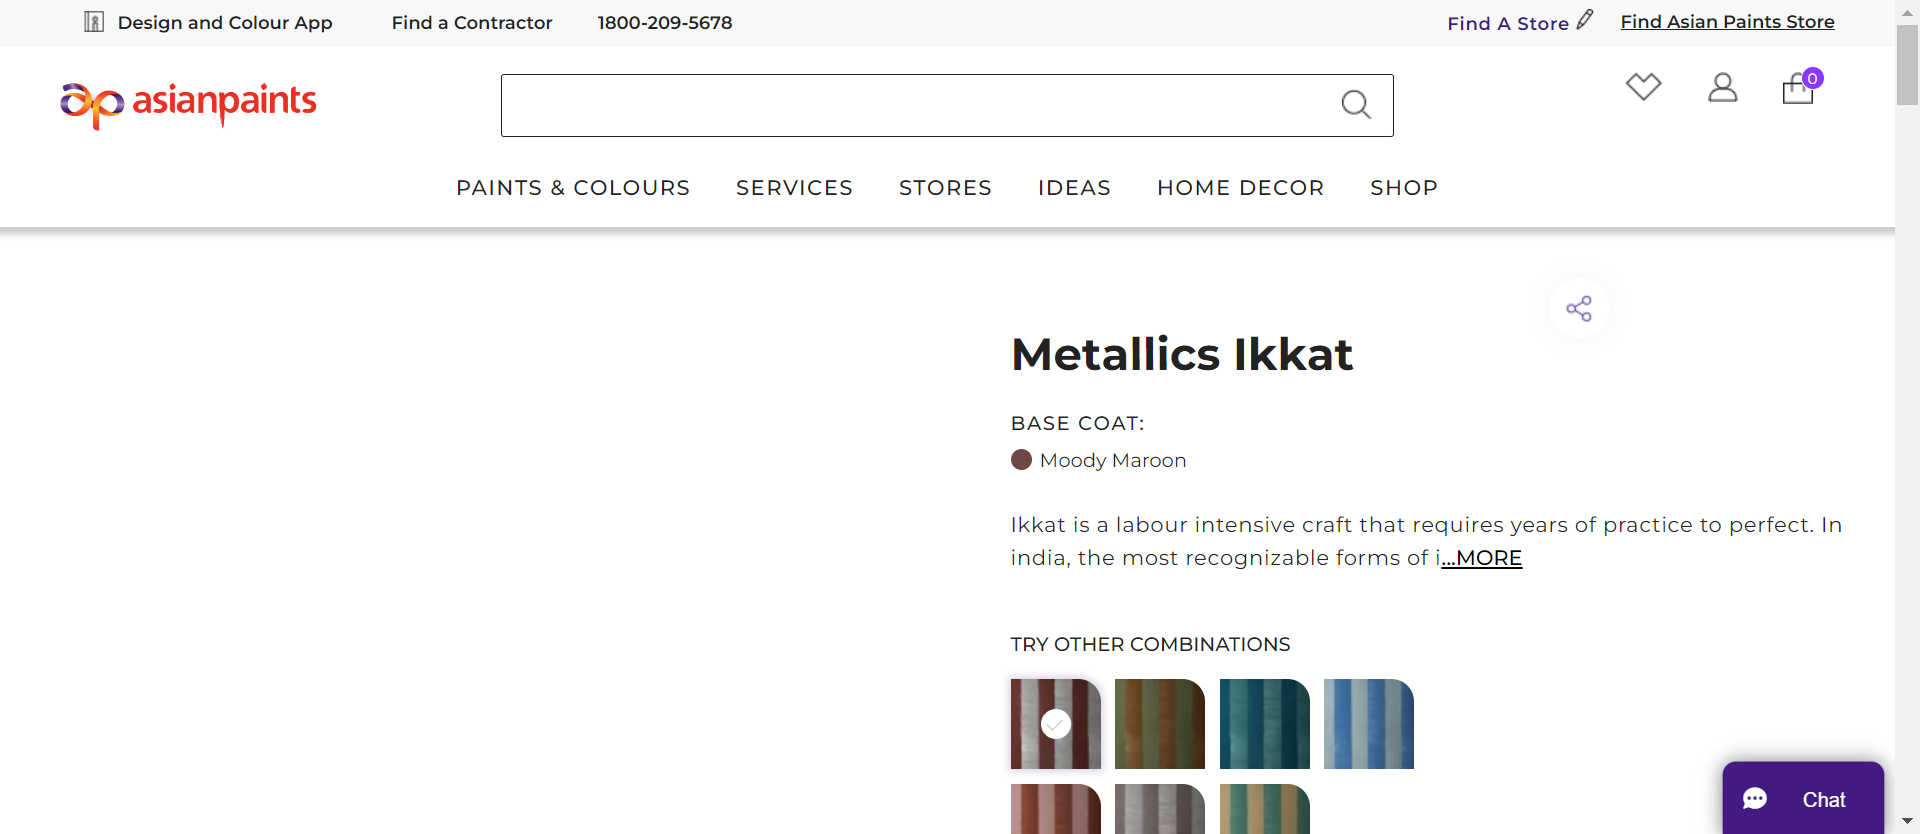 Design and Colour App
Find a Contractor
1800-209-5678
Find A Store
Find Asian Paints Store
asianpaints
0
PAINTS & COLOURS
SERVICES
STORES
IDEAS
HOME DECOR
SHOP
Metallics Ikkat
BASE COAT:
Moody Maroon
Ikkat is a labour intensive craft that requires years of practice to perfect. In
india, the most recognizable forms of i...MORE
TRY OTHER COMBINATIONS
Chat